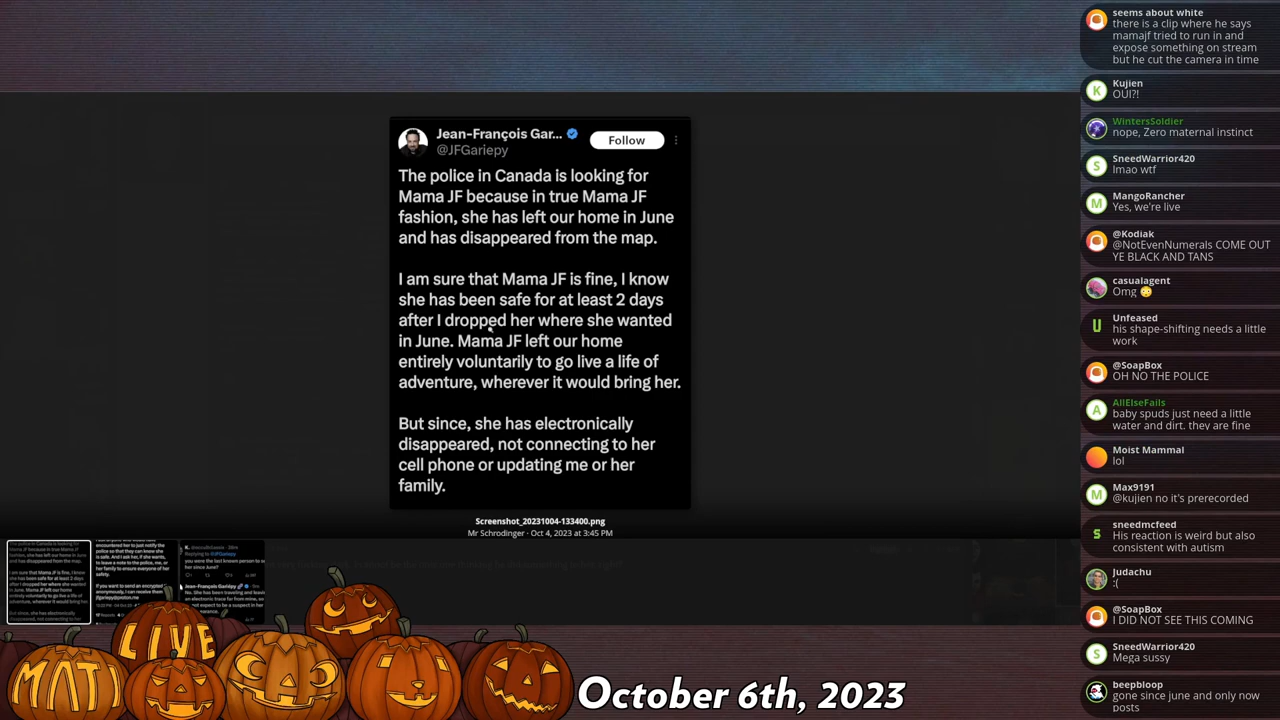 Jean-François Gar...
@JFGariepy
Follow
The police in Canada is looking for
Mama JF because in true Mama JF
fashion, she has left our home in June
and has disappeared from the map.
I am sure that Mama JF is fine, I know
she has been safe for at least 2 days
after I dropped her where she wanted
in June. Mama JF left our home
entirely voluntarily to go live a life of
adventure, wherever it would bring her.
But since, she has electronically
disappeared, not connecting to her
cell phone or updating me or her
family.
Screenshot_20231004-133400.png
Mr Schrodinger · Oct 4, 2023 at 3:45 PM
MATI
LIVE
October 6th, 2023
seems about white
there is a clip where he says
mamajf tried to run in and
expose something on stream
but he cut the camera in time
K
Kujien
OUI?!
WintersSoldier
nope, Zero maternal instinct
S
SneedWarrior420
lmao wtf
M
MangoRancher
Yes, we're live
@Kodiak
@NotEvenNumerals COME OUT
YE BLACK AND TANS
casualagent
Omg 😳
U
Unfeased
his shape-shifting needs a little
work
@SoapBox
OH NO THE POLICE
A
AllElseFails
baby spuds just need a little
water and dirt. they are fine
Moist Mammal
lol
M
Max9191
@kujien no it's prerecorded
S
sneedmcfeed
His reaction is weird but also
consistent with autism
Judachu
:(
@SoapBox
I DID NOT SEE THIS COMING
S
SneedWarrior420
Mega sussy
beepbloop
gone since june and only now
posts